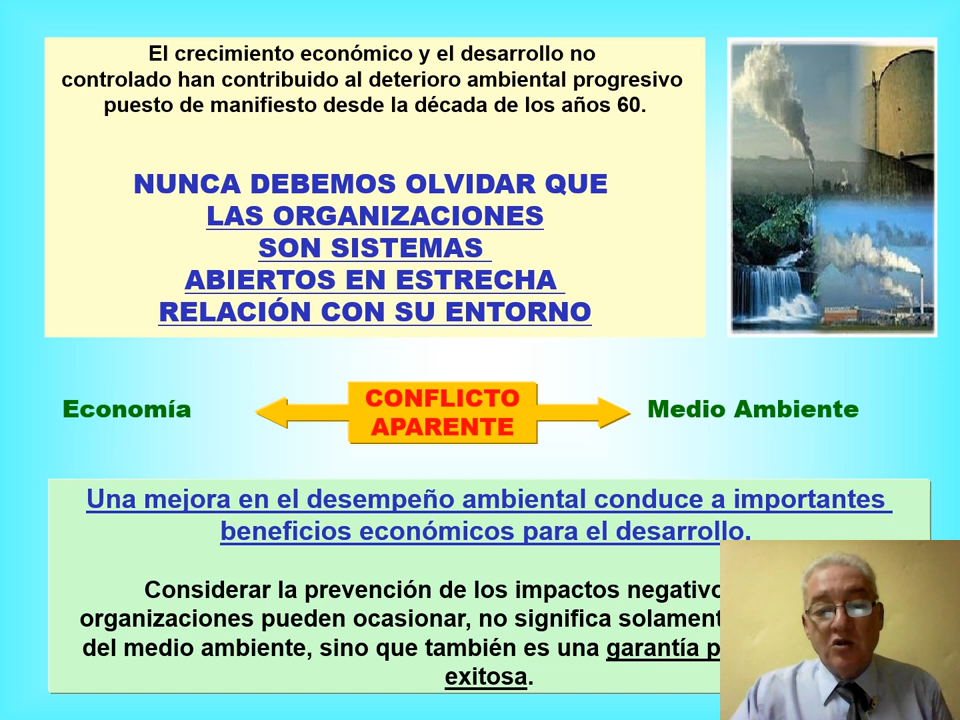 El crecimiento económico y el desarrollo no
controlado han contribuido al deterioro ambiental progresivo
puesto de manifiesto desde la década de los años 60.
NUNCA DEBEMOS OLVIDAR QUE
LAS ORGANIZACIONES
SON SISTEMAS
ABIERTOS EN ESTRECHA
RELACIÓN CON SU ENTORNO
Economía
CONFLICTO
APARENTE
Medio Ambiente
Una mejora en el desempeño ambiental conduce a importantes
beneficios económicos para el desarrollo.
Considerar la prevención de los impactos
organizaciones pueden ocasionar, no significa
del medio ambiente, sino que también es una garantía
exitosa.